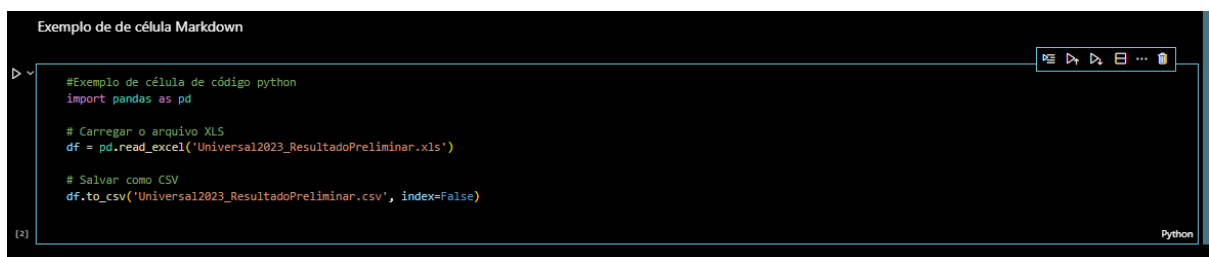 Exemplo de de célula Markdown
#Exemplo de célula de código python
import pandas as pd
# Carregar o arquivo XLS
df = pd.read_excel('Universal2023_ResultadoPreliminar.xls')
# Salvar como CSV
df.to_csv('Universal2023_ResultadoPreliminar.csv', index=False)
[2]
Python